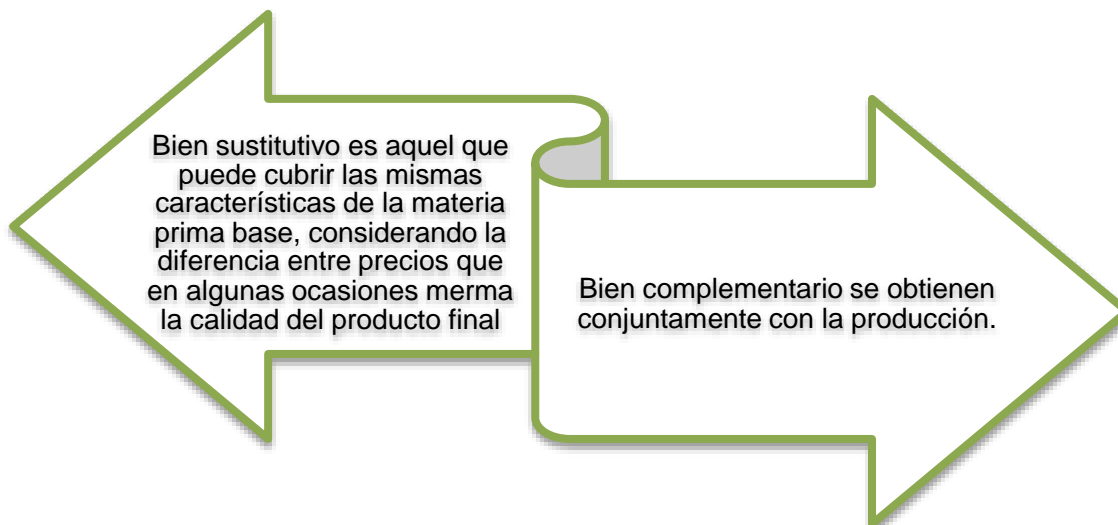 Bien sustitutivo es aquel que
puede cubrir las mismas
características de la materia
prima base, considerando la
diferencia entre precios que
en algunas ocasiones merma
la calidad del producto final
Bien complementario se obtienen
conjuntamente con la producción.